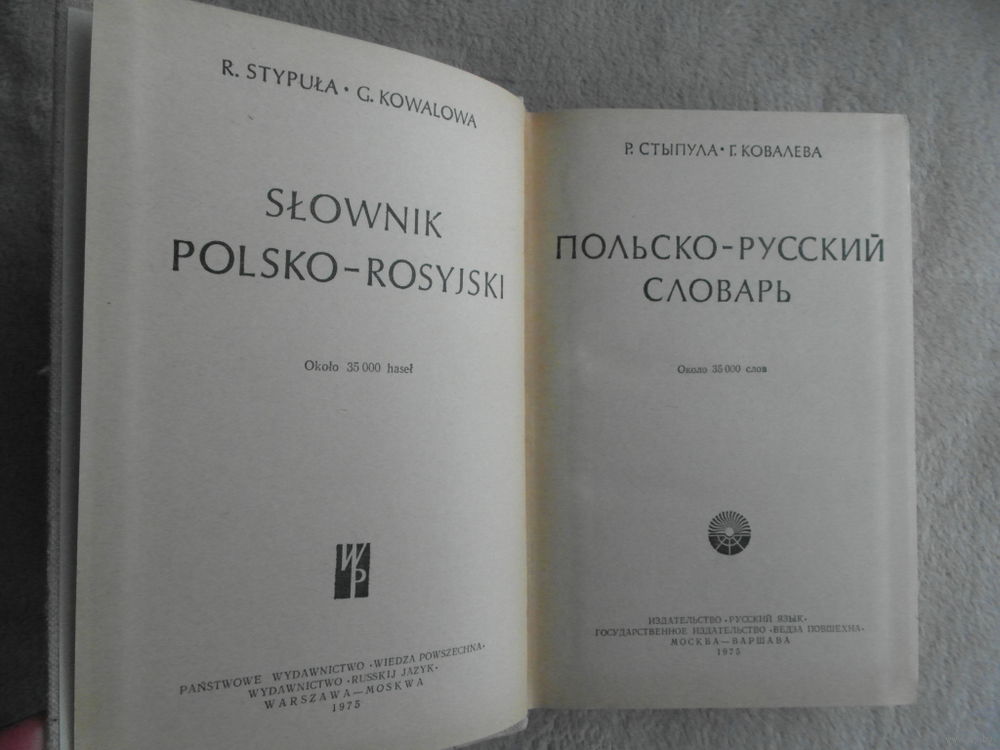 R. STYPUŁA • G. KOWALOWA
SŁOWNIK
POLSKO-ROSYJSKI
Około 35 000 haseł
WP
PAŃSTWOWE WYDAWNICTWO «WIEDZA POWSZECHNA»
WYDAWNICTWO «RUSSKIJ JAZYK»
WARSZAWA—MOSKWA
1975
Р. СТЫПУЛА • Г. КОВАЛЕВА
ПОЛЬСКО-РУССКИЙ
СЛОВАРЬ
Около 35 000 слов
ИЗДАТЕЛЬСТВО «РУССКИЙ ЯЗЫК»
ГОСУДАРСТВЕННОЕ ИЗДАТЕЛЬСТВО «ВЕДЗА ПОВШЕХНА»
МОСКВА—ВАРШАВА
1975